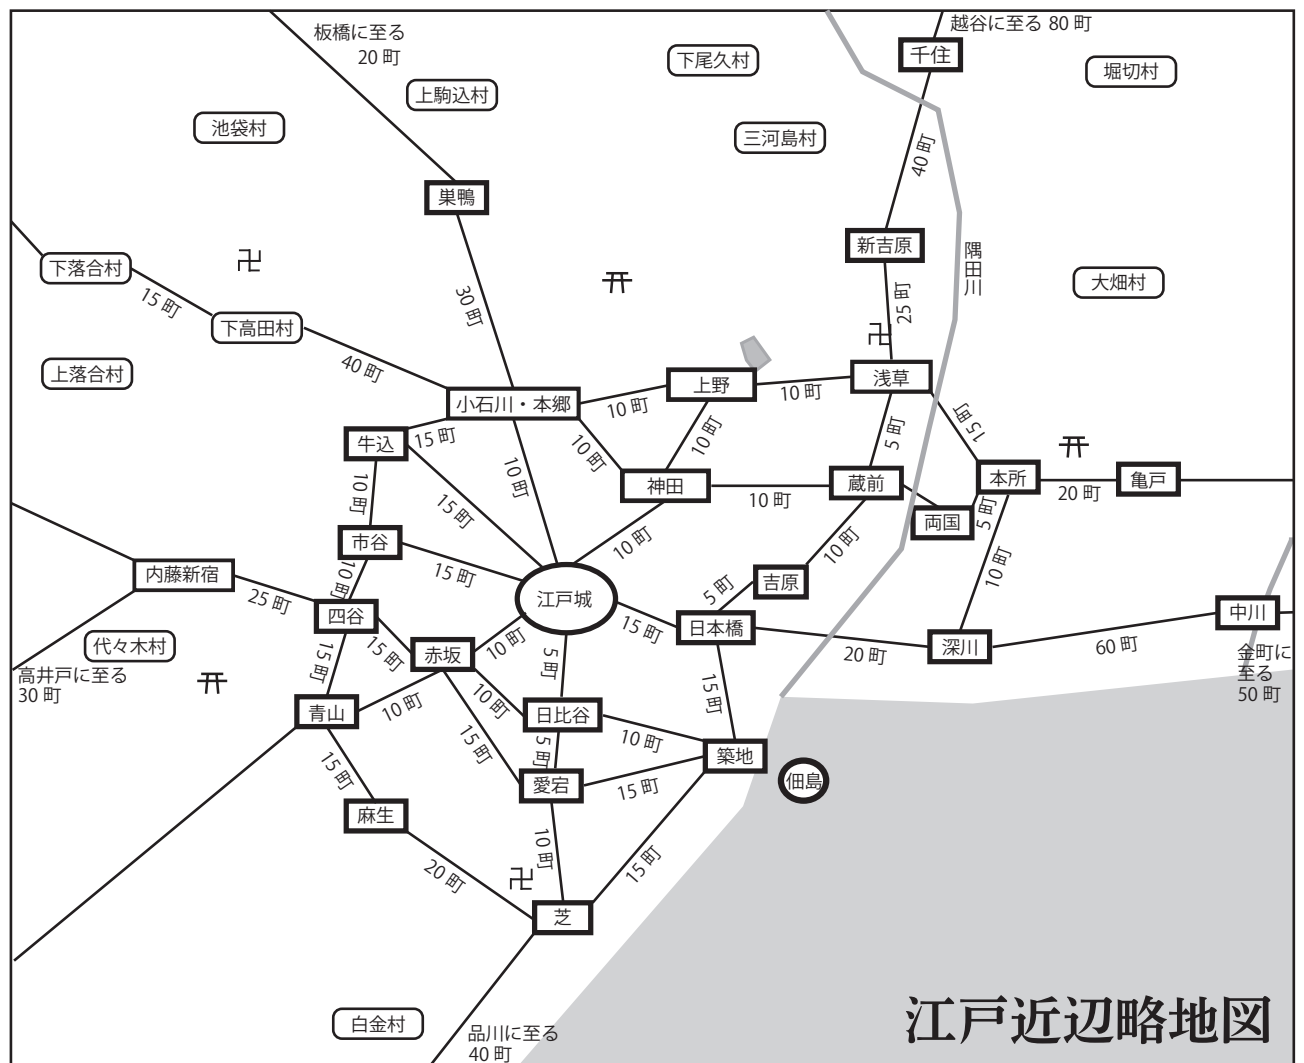 板橋に至る
20 町
越谷に至る 80 町
千住
下尾久村
堀切村
上駒込村
池袋村
三河島村
40 町
巣鴨
新吉原
隅田川
下落合村
15 町
大畑村
25 町
30 町
下高田村
40 町
上落合村
上野
浅草
10 町
小石川・本郷
10 町
15 町
牛込
15 町
10 町
10 町
5 町
10 町
神田
蔵前
本所
亀戸
10 町
20 町
10 町
15 町
両国
5 町
市谷
10 町
10 町
10 町
内藤新宿
15 町
10 町
吉原
25 町
江戸城
5 町
中川
四谷
15 町
日本橋
代々木村
15 町
赤坂
10 町
20 町
深川
60 町
金町に
至る
50 町
高井戸に至る
30 町
15 町
5 町
青山
10 町
10 町
日比谷
15 町
15 町
10 町
5 町
築地
15 町
愛宕
15 町
佃島
麻生
10 町
20 町
15 町
芝
白金村
品川に至る
40 町
江戸近辺略地図